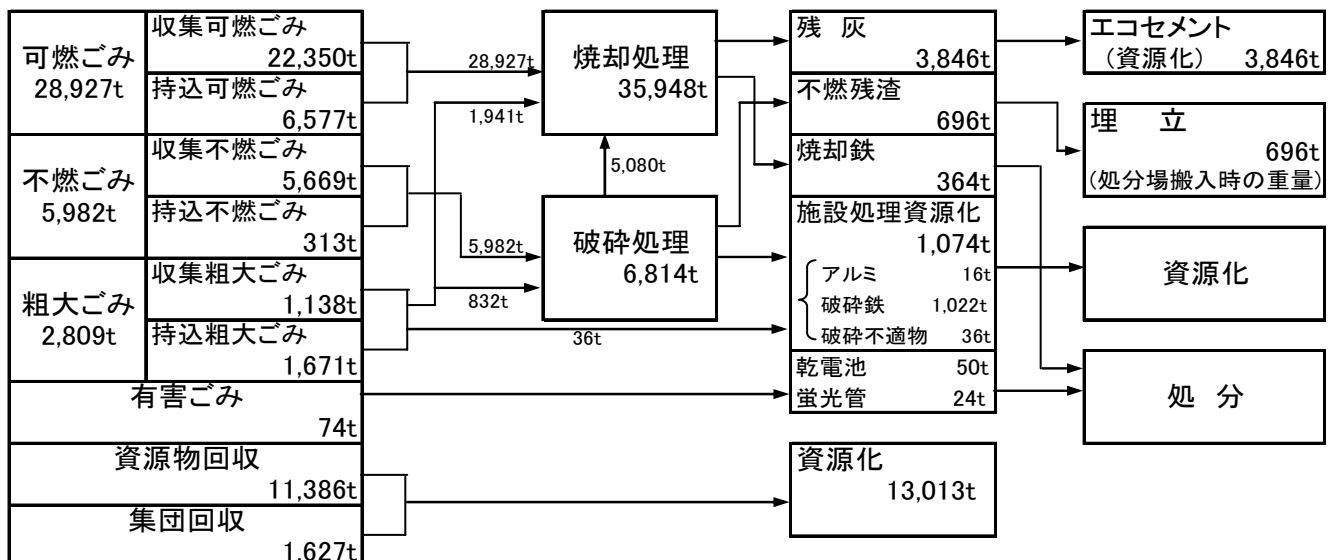 可燃ごみ
28,927t
収集可燃ごみ
22,350t
持込可燃ごみ
6,577t
不燃ごみ
5,982t
収集不燃ごみ
5,669t
持込不燃ごみ
313t
粗大ごみ
2,809t
収集粗大ごみ
1,138t
持込粗大ごみ
1,671t
有害ごみ
74t
資源物回収
11,386t
集団回収
1,627t
28,927t
1,941t
5,982t
832t
36t
焼却処理
35,948t
5,080t
破砕処理
6,814t
残 灰
3,846t
不燃残渣
696t
焼却鉄
364t
施設処理資源化
1,074t
アルミ 16t
破砕鉄 1,022t
破砕不適物 36t
乾電池 50t
蛍光管 24t
資源化
13,013t
エコセメント
(資源化) 3,846t
埋 立
696t
(処分場搬入時の重量)
資源化
処 分